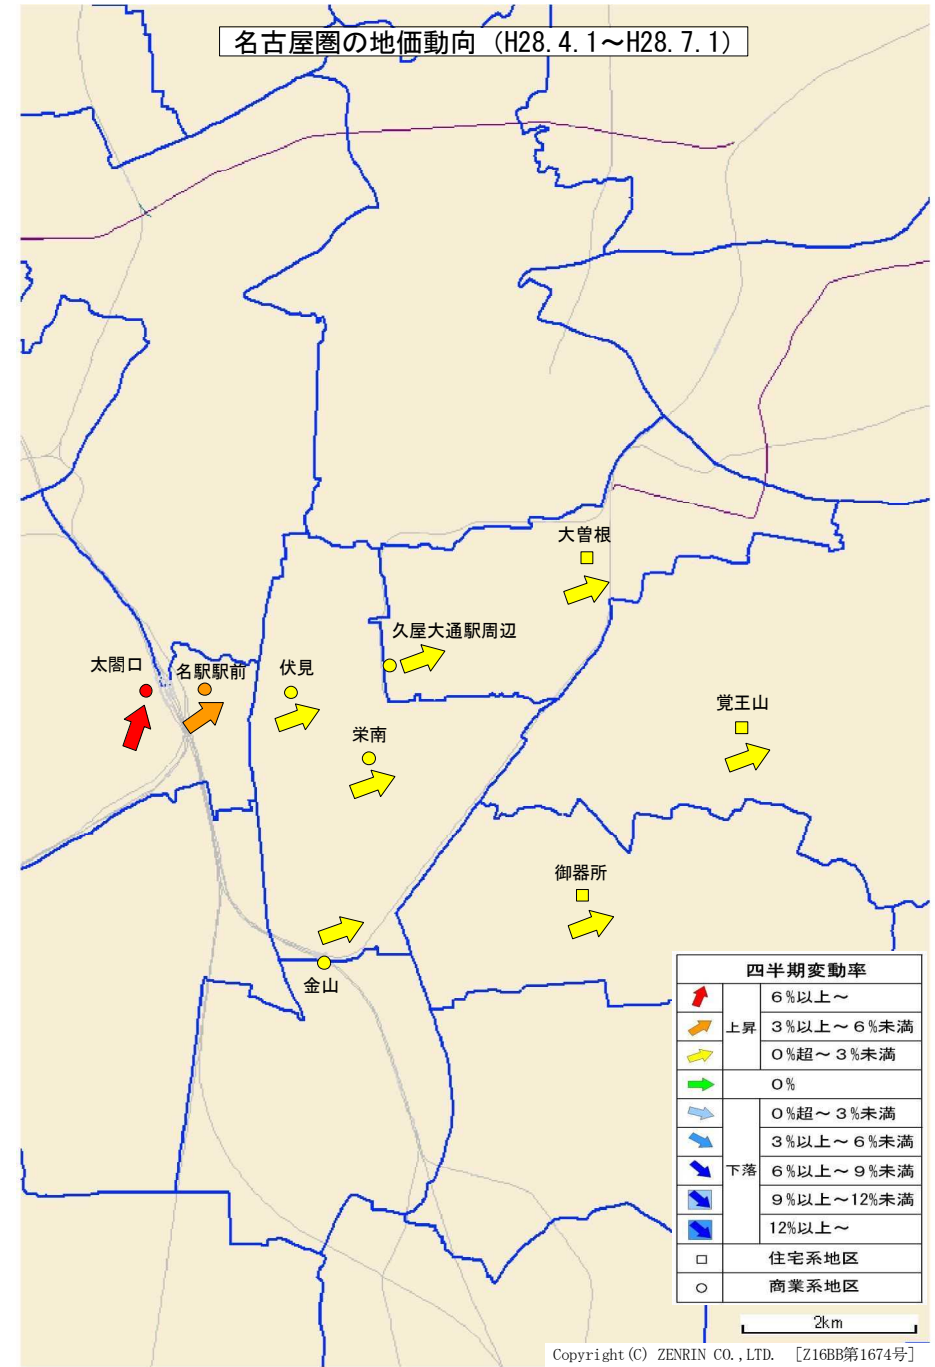 名古屋圏の地価動向（H28.4.1～H28.7.1）
大曽根
久屋大通駅周辺
太閤口
名駅駅前
伏見
栄南
覚王山
御器所
金山
四半期変動率
上昇
6%以上～
3%以上～6%未満
0%超～3%未満
0%
下落
0%超～3%未満
3%以上～6%未満
6%以上～9%未満
9%以上～12%未満
12%以上～
住宅系地区
商業系地区
2km
Copyright(C) ZENRIN CO.,LTD. [Z16BB第1674号]